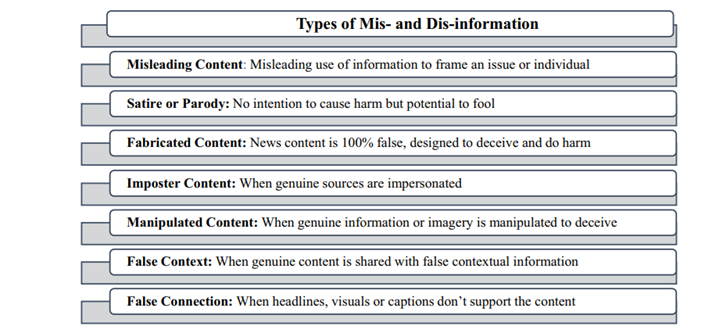 Types of Mis- and Dis-information
Misleading Content: Misleading use of information to frame an issue or individual
Satire or Parody: No intention to cause harm but potential to fool
Fabricated Content: News content is 100% false, designed to deceive and do harm
Imposter Content: When genuine sources are impersonated
Manipulated Content: When genuine information or imagery is manipulated to deceive
False Context: When genuine content is shared with false contextual information
False Connection: When headlines, visuals or captions don’t support the content